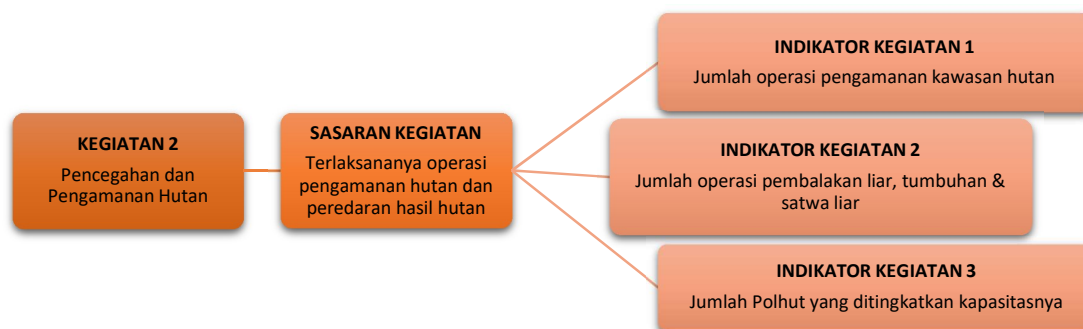 KEGIATAN 2
Pencegahan dan
Pengamanan Hutan
SASARAN KEGIATAN
Terlaksananya operasi
pengamanan hutan dan
peredaran hasil hutan
INDIKATOR KEGIATAN 1
Jumlah operasi pengamanan kawasan hutan
INDIKATOR KEGIATAN 2
Jumlah operasi pembalakan liar, tumbuhan &
satwa liar
INDIKATOR KEGIATAN 3
Jumlah Polhut yang ditingkatkan kapasitasnya